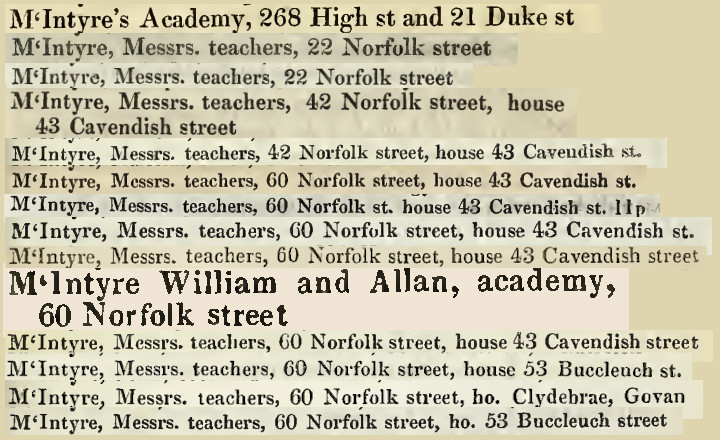 M‘Intyre's Academy, 268 High st and 21 Duke st
M‘Intyre, Messrs. teachers, 22 Norfolk street
M‘Intyre, Messrs. teachers, 22 Norfolk street
M‘Intyre, Messrs. teachers, 42 Norfolk street, house
43 Cavendish street
M‘Intyre, Messrs. teachers, 42 Norfolk street, house 43 Cavendish st.
M‘Intyre, Messrs. teachers, 60 Norfolk street, house 43 Cavendish st.
M‘Intyre, Messrs. teachers, 60 Norfolk st. house 43 Cavendish st. 11p
M‘Intyre, Messrs. teachers, 60 Norfolk street, house 43 Cavendish st.
M‘Intyre, Messrs. teachers, 60 Norfolk street, house 43 Cavendish street
M‘Intyre William and Allan, academy,
60 Norfolk street
M‘Intyre, Messrs. teachers, 60 Norfolk street, house 43 Cavendish street
M‘Intyre, Messrs. teachers, 60 Norfolk street, house 53 Buccleuch st.
M‘Intyre, Messrs. teachers, 60 Norfolk street, ho. Clydebrae, Govan
M‘Intyre, Messrs. teachers, 60 Norfolk street, ho. 53 Buccleuch street